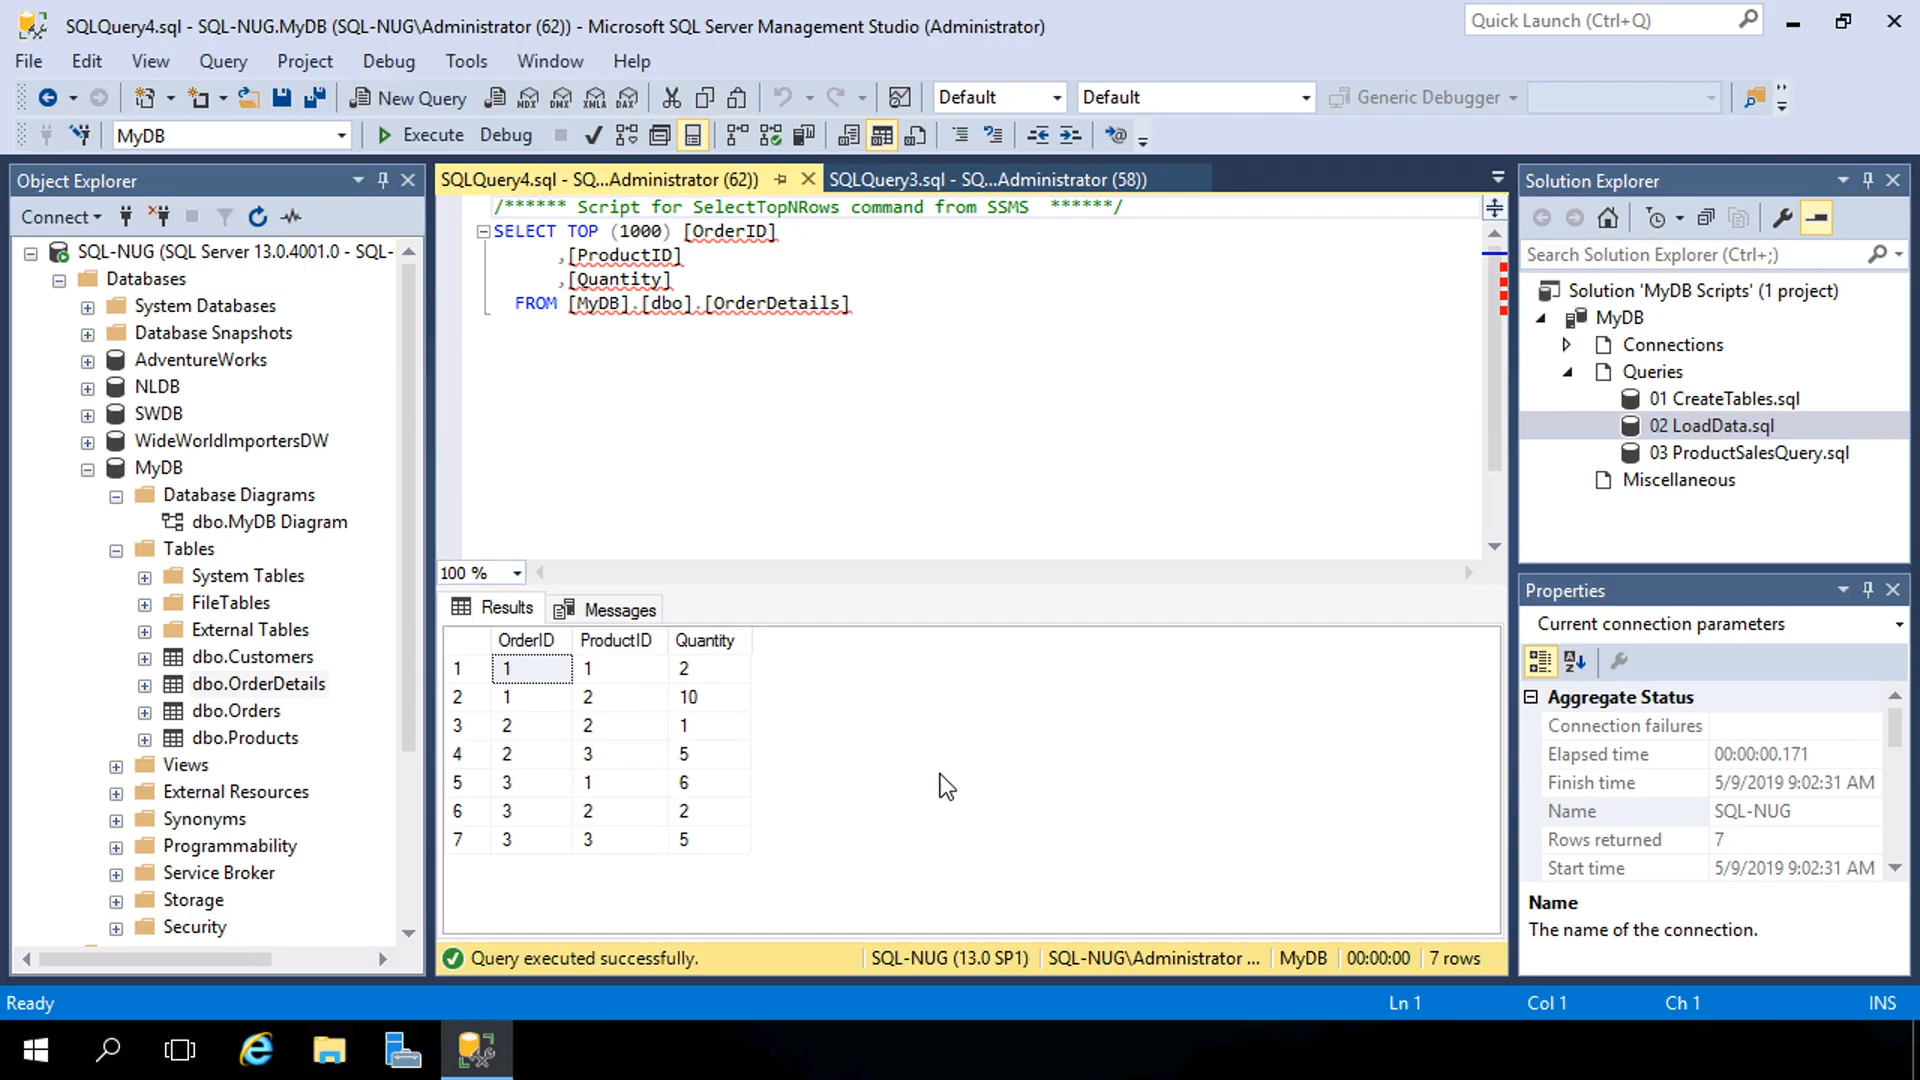 SQLQuery4.sql - SQL-NUG.MyDB (SQL-NUG\Administrator (62)) - Microsoft SQL Server Management Studio (Administrator)
Quick Launch (Ctrl+Q)
File Edit View Query Project Debug Tools Window Help
New Query MDX DMX XMLA DAX Default Default Generic Debugger
MyDB Execute Debug
Object Explorer
Connect
SQL-NUG (SQL Server 13.0.4001.0 - SQL-
Databases
System Databases
Database Snapshots
AdventureWorks
NLDB
SWDB
WideWorldImportersDW
MyDB
Database Diagrams
dbo.MyDB Diagram
Tables
System Tables
FileTables
External Tables
dbo.Customers
dbo.OrderDetails
dbo.Orders
dbo.Products
Views
External Resources
Synonyms
Programmability
Service Broker
Storage
Security
SQLQuery4.sql - SQ...Administrator (62)) SQLQuery3.sql - SQ...Administrator (58))
/****** Script for SelectTopNRows command from SSMS ******/
SELECT TOP (1000) [OrderID]
,[ProductID]
,[Quantity]
FROM [MyDB].[dbo].[OrderDetails]
100 %
Results Messages
OrderID ProductID Quantity
1 1 1 2
2 1 2 10
3 2 2 1
4 2 3 5
5 3 1 6
6 3 2 2
7 3 3 5
Query executed successfully. SQL-NUG (13.0 SP1) SQL-NUG\Administrator ... MyDB 00:00:00 7 rows
Solution Explorer
Search Solution Explorer (Ctrl+;)
Solution 'MyDB Scripts' (1 project)
MyDB
Connections
Queries
01 CreateTables.sql
02 LoadData.sql
03 ProductSalesQuery.sql
Miscellaneous
Properties
Current connection parameters
Aggregate Status
Connection failures
Elapsed time 00:00:00.171
Finish time 5/9/2019 9:02:31 AM
Name SQL-NUG
Rows returned 7
Start time 5/9/2019 9:02:31 AM
Name
The name of the connection.
Ready Ln 1 Col 1 Ch 1 INS